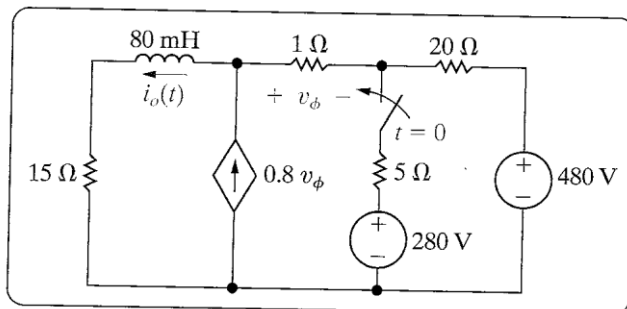 80 mH
1 Ω
20 Ω
i_o(t)
+ v_ϕ −
t = 0
15 Ω
0.8 v_ϕ
5 Ω
+
480 V
−
+
280 V
−